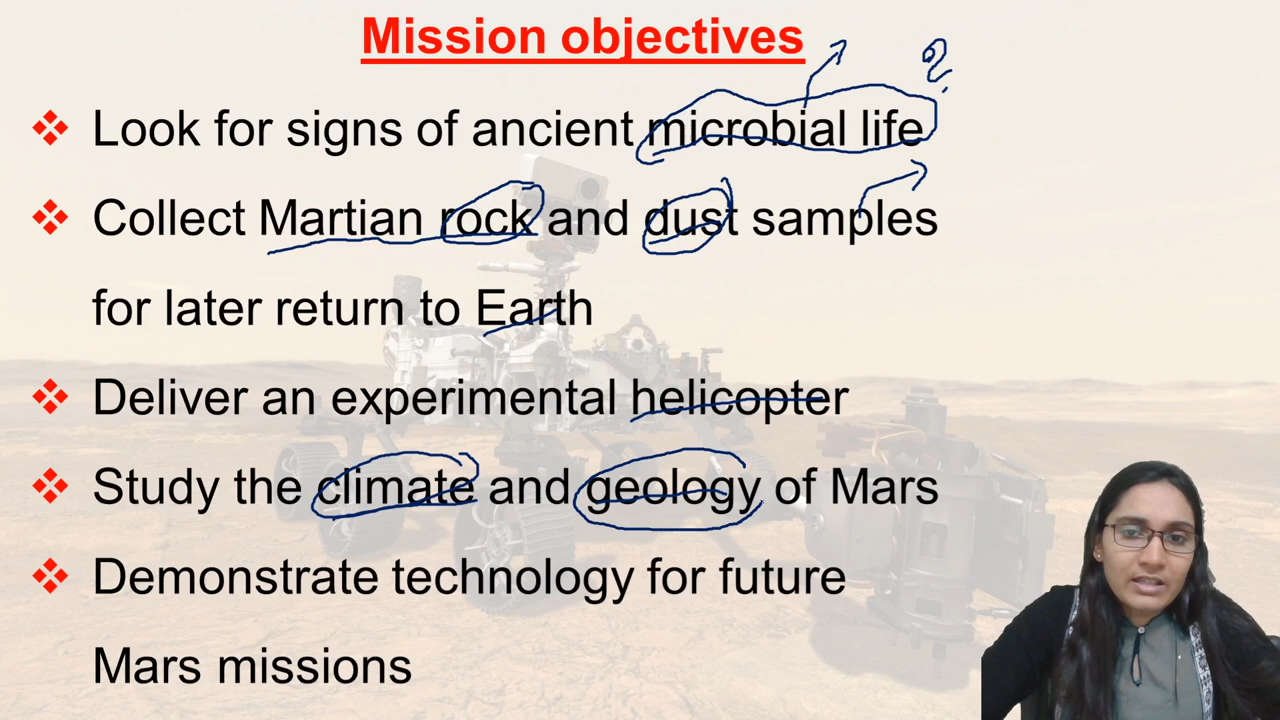 Mission objectives
Look for signs of ancient microbial life
Collect Martian rock and dust samples
for later return to Earth
Deliver an experimental helicopter
Study the climate and geology of Mars
Demonstrate technology for future
Mars missions